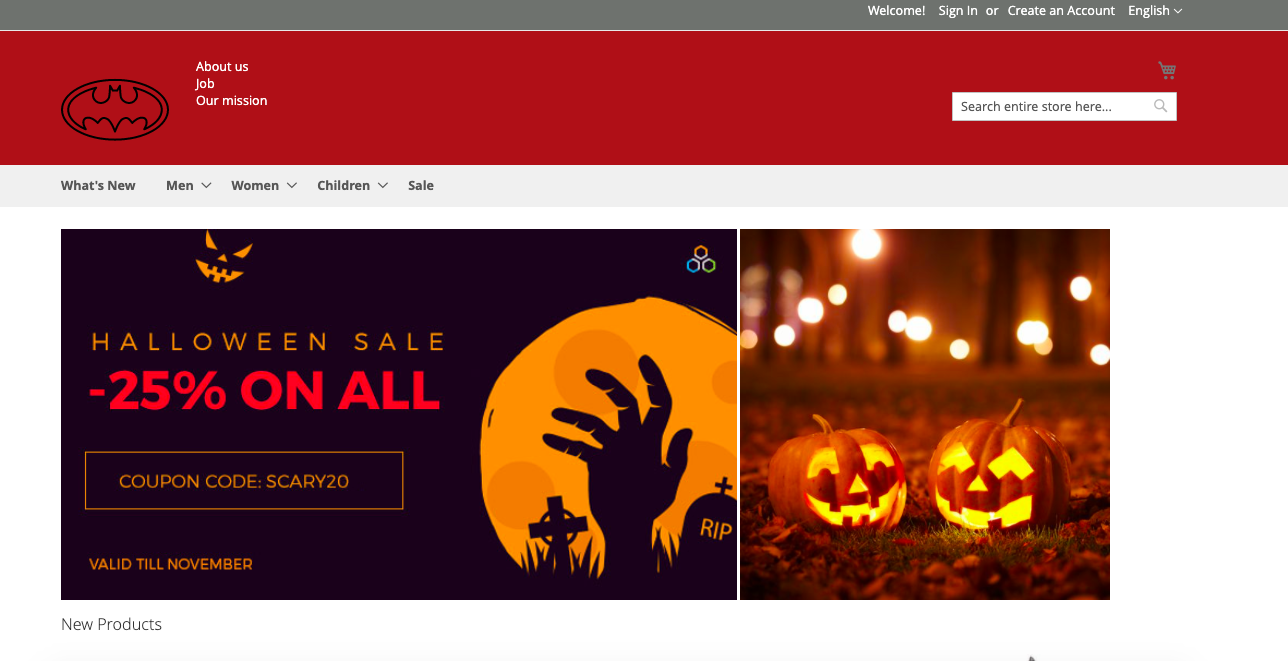 Welcome! Sign In or Create an Account English
About us
Job
Our mission
Search entire store here...
What's New Men Women Children Sale
HALLOWEEN SALE
-25% ON ALL
COUPON CODE: SCARY20
RIP
VALID TILL NOVEMBER
New Products